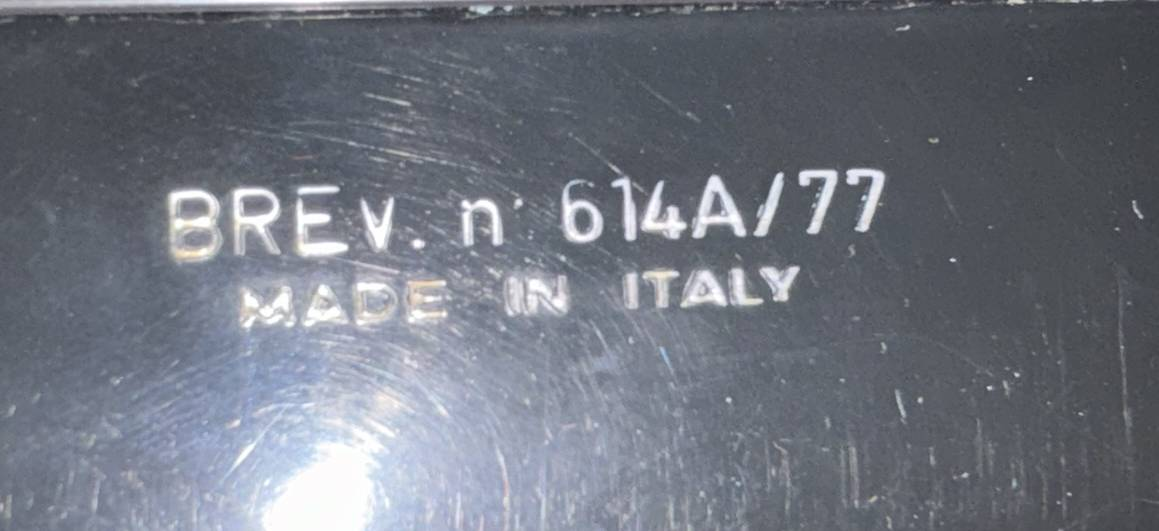 BREV. n° 614A/77
MADE IN ITALY